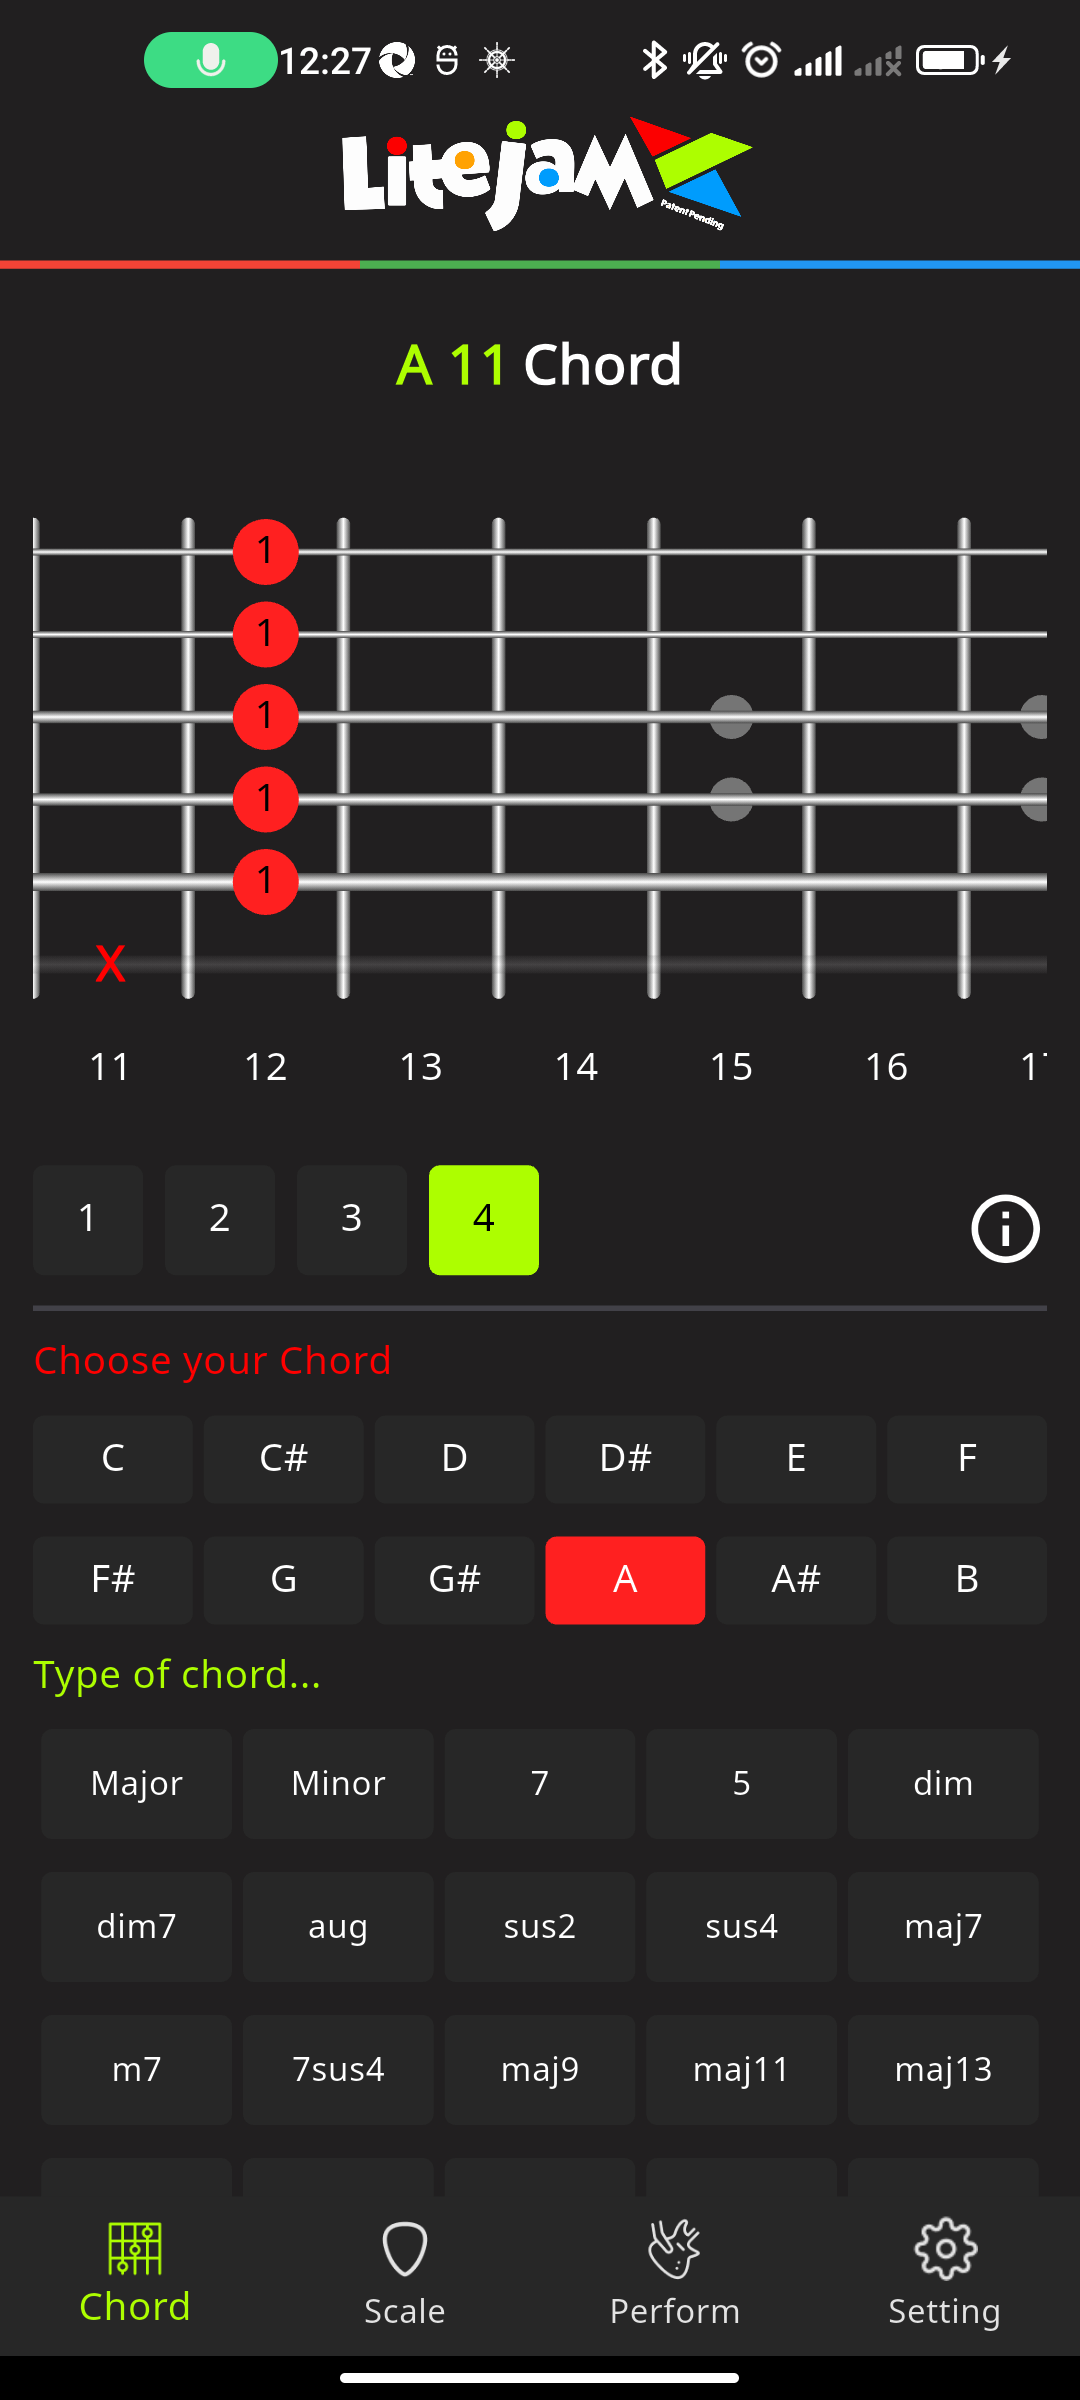 12:27
LiteJam
Patent Pending
A 11 Chord
1
1
1
1
1
X
11 12 13 14 15 16
1 2 3 4
Choose your Chord
C C# D D# E F
F# G G# A A# B
Type of chord...
Major Minor 7 5 dim
dim7 aug sus2 sus4 maj7
m7 7sus4 maj9 maj11 maj13
Chord Scale Perform Setting